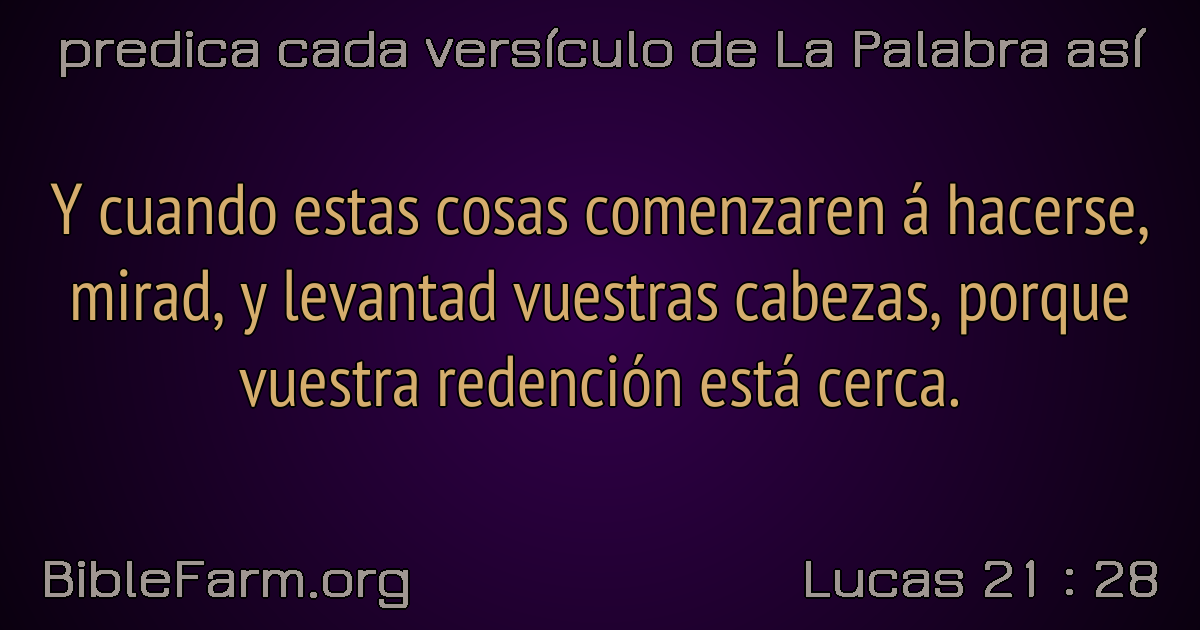 predica cada versículo de La Palabra así
Y cuando estas cosas comenzaren á hacerse,
mirad, y levantad vuestras cabezas, porque
vuestra redención está cerca.
BibleFarm.org
Lucas 21 : 28